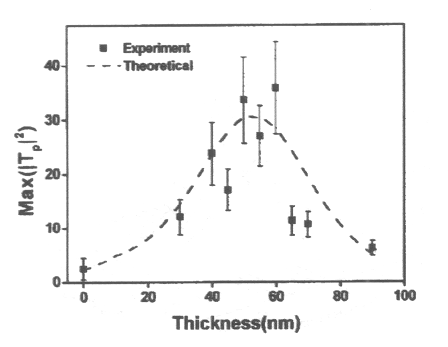 Experiment
Theoretical
Max(|Tp|²)
40
30
20
10
0
0
20
40
60
80
100
Thickness(nm)